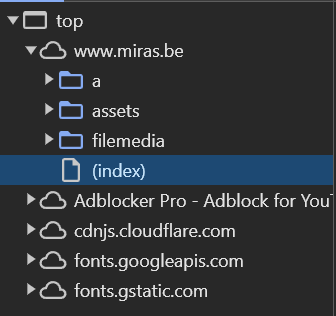 top
www.miras.be
a
assets
filemedia
(index)
Adblocker Pro - Adblock for YouT
cdnjs.cloudflare.com
fonts.googleapis.com
fonts.gstatic.com